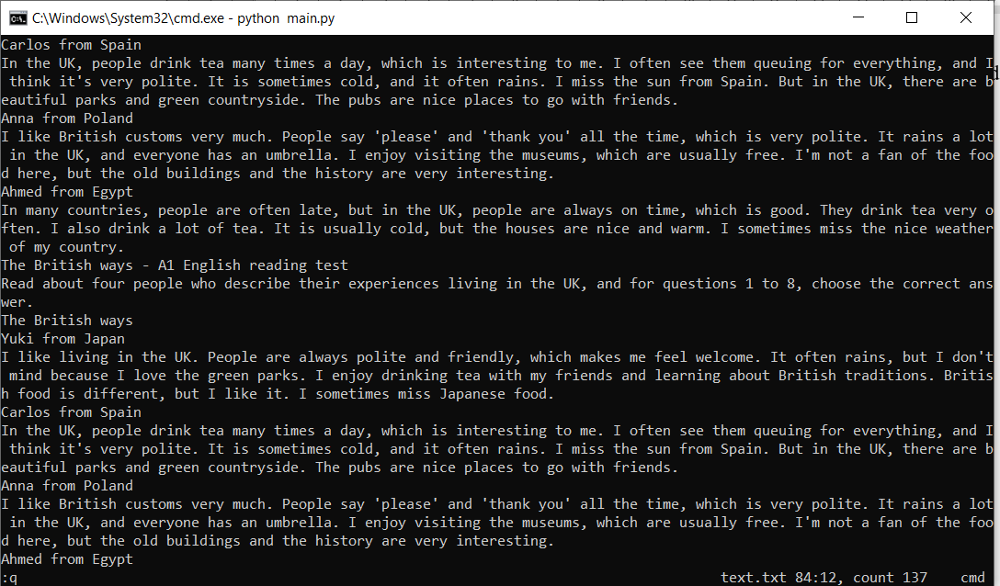 C:\Windows\System32\cmd.exe - python  main.py
Carlos from Spain
In the UK, people drink tea many times a day, which is interesting to me. I often see them queuing for everything, and I
 think it's very polite. It is sometimes cold, and it often rains. I miss the sun from Spain. But in the UK, there are b
eautiful parks and green countryside. The pubs are nice places to go with friends.
Anna from Poland
I like British customs very much. People say 'please' and 'thank you' all the time, which is very polite. It rains a lot
 in the UK, and everyone has an umbrella. I enjoy visiting the museums, which are usually free. I'm not a fan of the foo
d here, but the old buildings and the history are very interesting.
Ahmed from Egypt
In many countries, people are often late, but in the UK, people are always on time, which is good. They drink tea very o
ften. I also drink a lot of tea. It is usually cold, but the houses are nice and warm. I sometimes miss the nice weather
 of my country.
The British ways - A1 English reading test
Read about four people who describe their experiences living in the UK, and for questions 1 to 8, choose the correct ans
wer.
The British ways
Yuki from Japan
I like living in the UK. People are always polite and friendly, which makes me feel welcome. It often rains, but I don't
 mind because I love the green parks. I enjoy drinking tea with my friends and learning about British traditions. Britis
h food is different, but I like it. I sometimes miss Japanese food.
Carlos from Spain
In the UK, people drink tea many times a day, which is interesting to me. I often see them queuing for everything, and I
 think it's very polite. It is sometimes cold, and it often rains. I miss the sun from Spain. But in the UK, there are b
eautiful parks and green countryside. The pubs are nice places to go with friends.
Anna from Poland
I like British customs very much. People say 'please' and 'thank you' all the time, which is very polite. It rains a lot
 in the UK, and everyone has an umbrella. I enjoy visiting the museums, which are usually free. I'm not a fan of the foo
d here, but the old buildings and the history are very interesting.
Ahmed from Egypt
:q text.txt 84:12, count 137 cmd